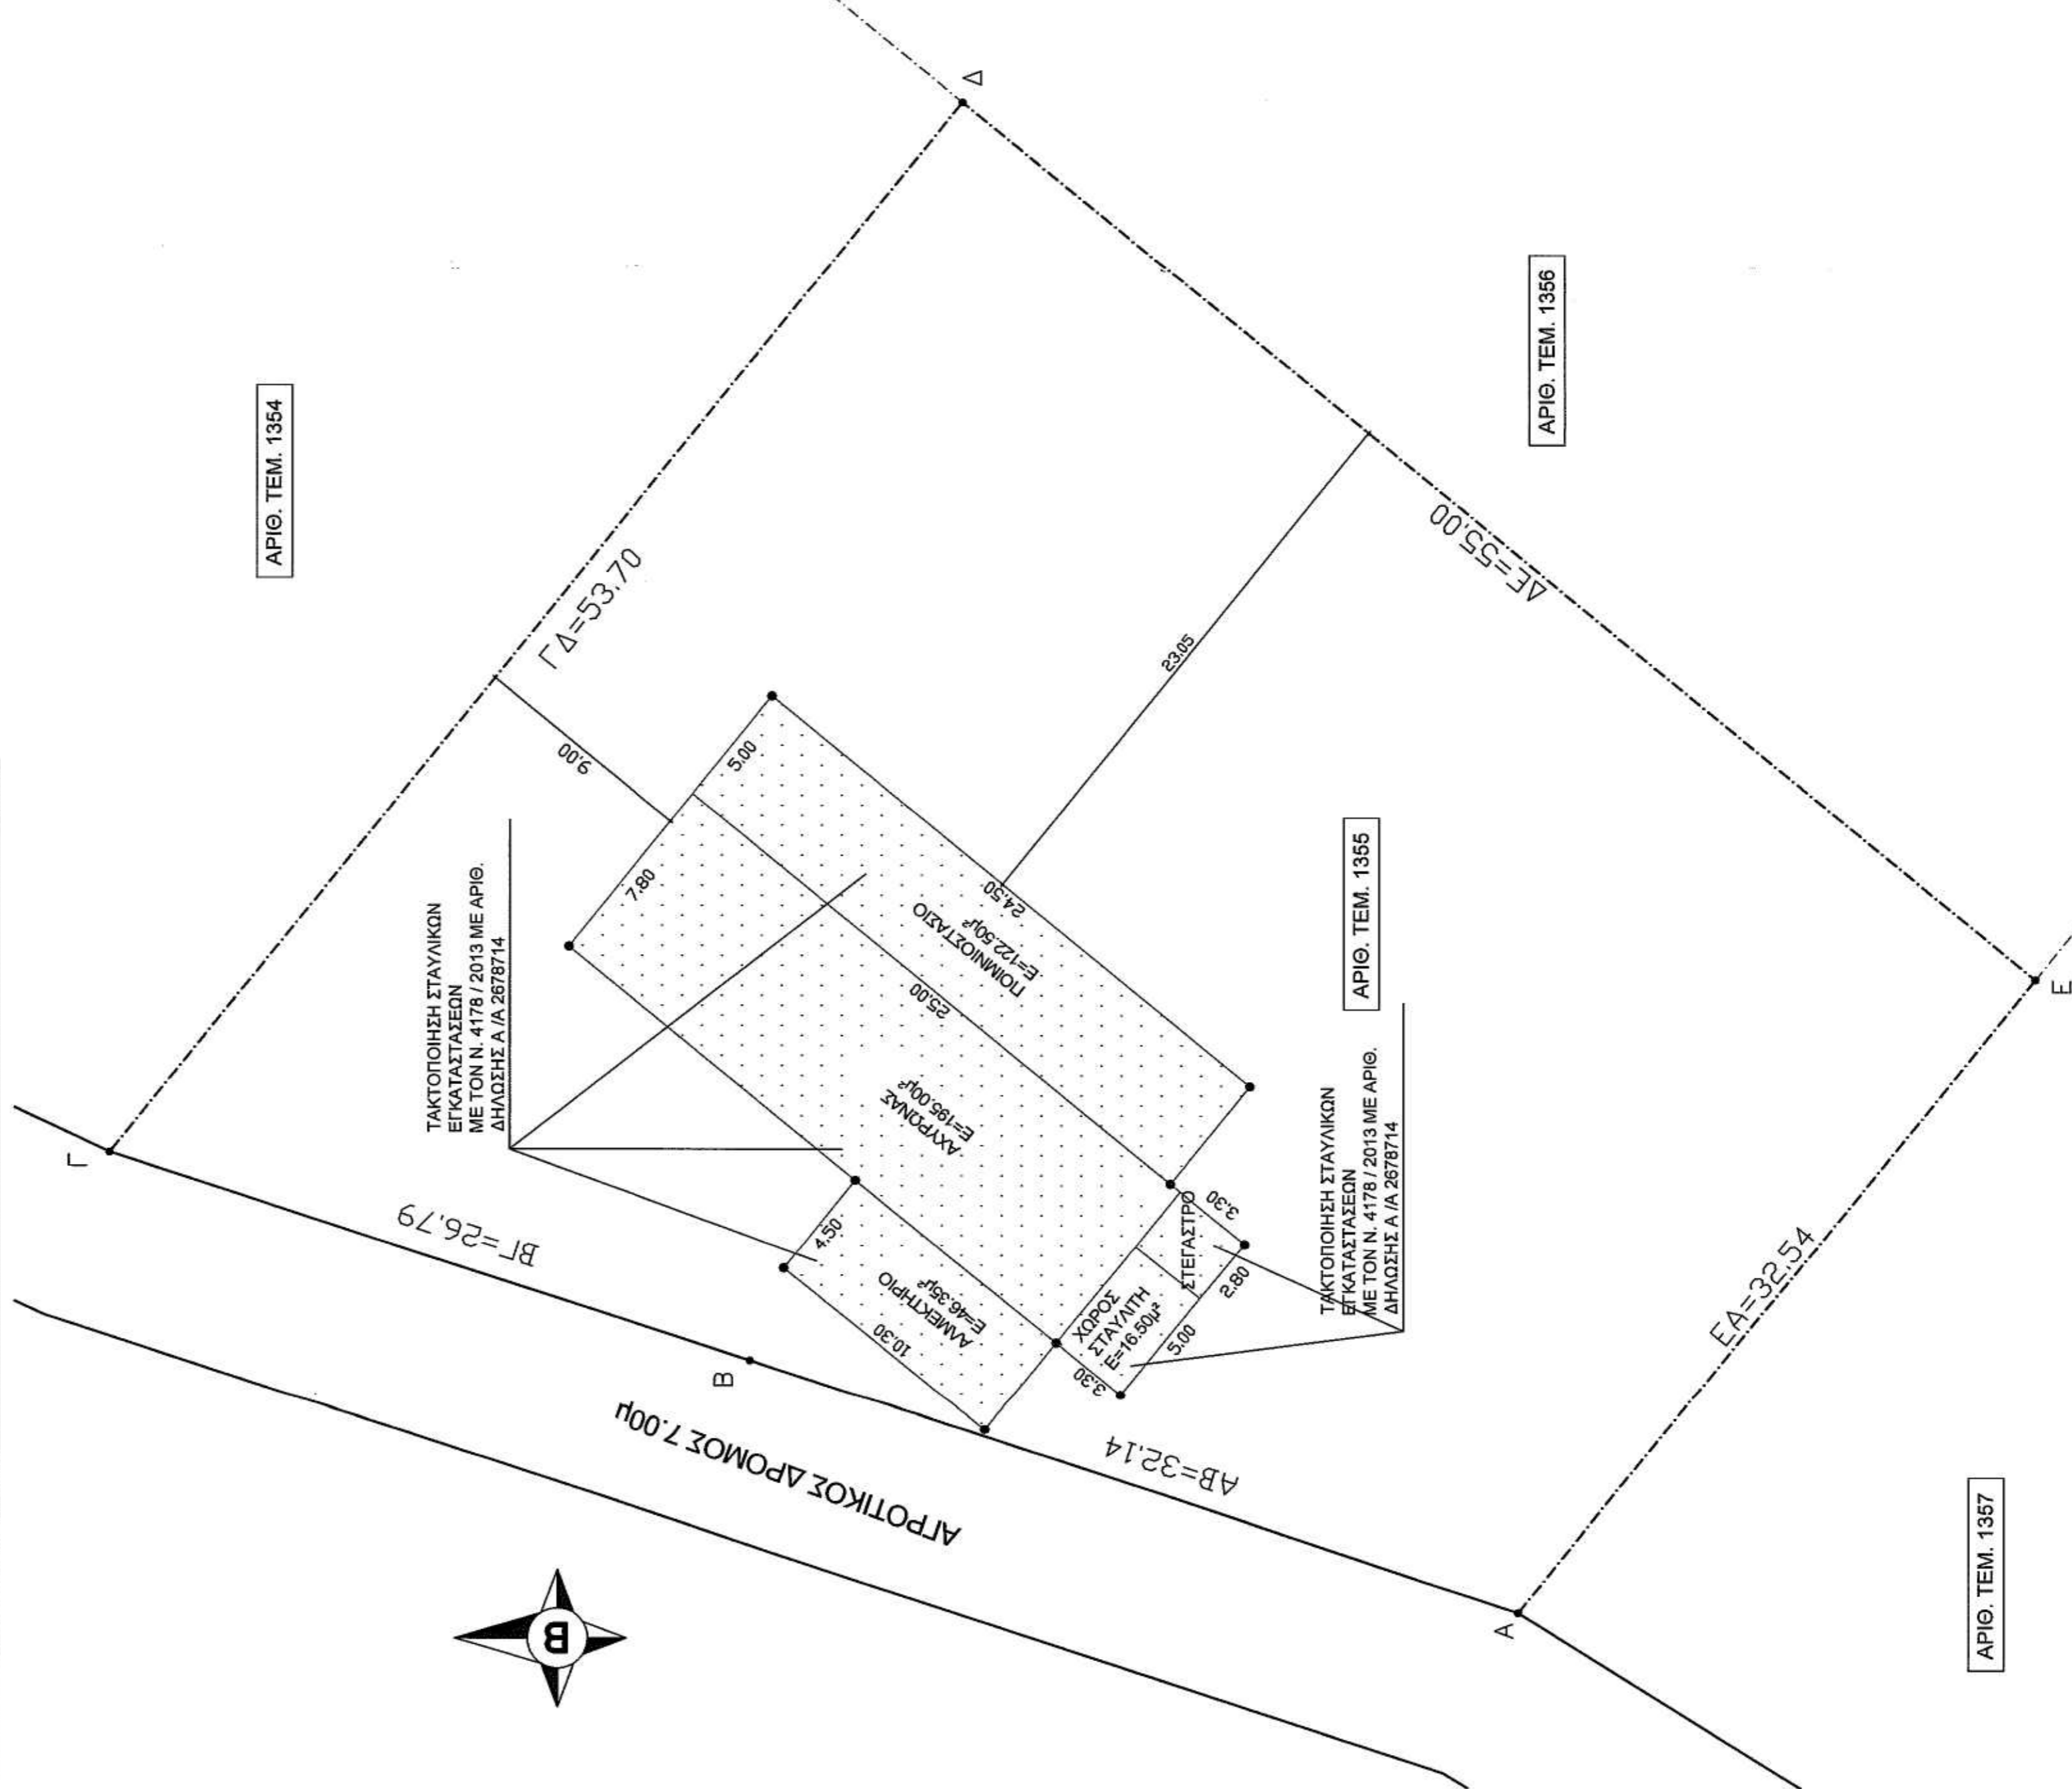 Δ
ΑΡΙΘ. ΤΕΜ. 1354
ΑΡΙΘ. ΤΕΜ. 1356
ΓΔ=53.70
ΔΕ=55.00
23.05
9.00
5.00
7.80
24.50
ΠΟΙΜΝΙΟΣΤΑΣΙΟ
Ε=122.50μ²
25.00
ΑΧΥΡΩΝΑΣ
Ε=195.00μ²
ΤΑΚΤΟΠΟΙΗΣΗ ΣΤΑΥΛΙΚΩΝ
ΕΓΚΑΤΑΣΤΑΣΕΩΝ
ΜΕ ΤΟΝ Ν. 4178 / 2013 ΜΕ ΑΡΙΘ.
ΔΗΛΩΣΗΣ Α /Α 2678714
ΑΡΙΘ. ΤΕΜ. 1355
Ε
Γ
ΒΓ=26.79
4.50
ΑΛΜΕΚΤΗΡΙΟ
Ε=46.35μ²
10.30
ΣΤΕΓΑΣΤΡΟ
3.30
2.80
ΧΩΡΟΣ
ΣΤΑΥΛΙΤΗ
Ε=16.50μ²
5.00
3.30
ΤΑΚΤΟΠΟΙΗΣΗ ΣΤΑΥΛΙΚΩΝ
ΕΓΚΑΤΑΣΤΑΣΕΩΝ
ΜΕ ΤΟΝ Ν. 4178 / 2013 ΜΕ ΑΡΙΘ.
ΔΗΛΩΣΗΣ Α /Α 2678714
ΕΑ=32.54
Β
ΑΒ=32.14
ΑΓΡΟΤΙΚΟΣ ΔΡΟΜΟΣ 7.00μ
Β
Α
ΑΡΙΘ. ΤΕΜ. 1357